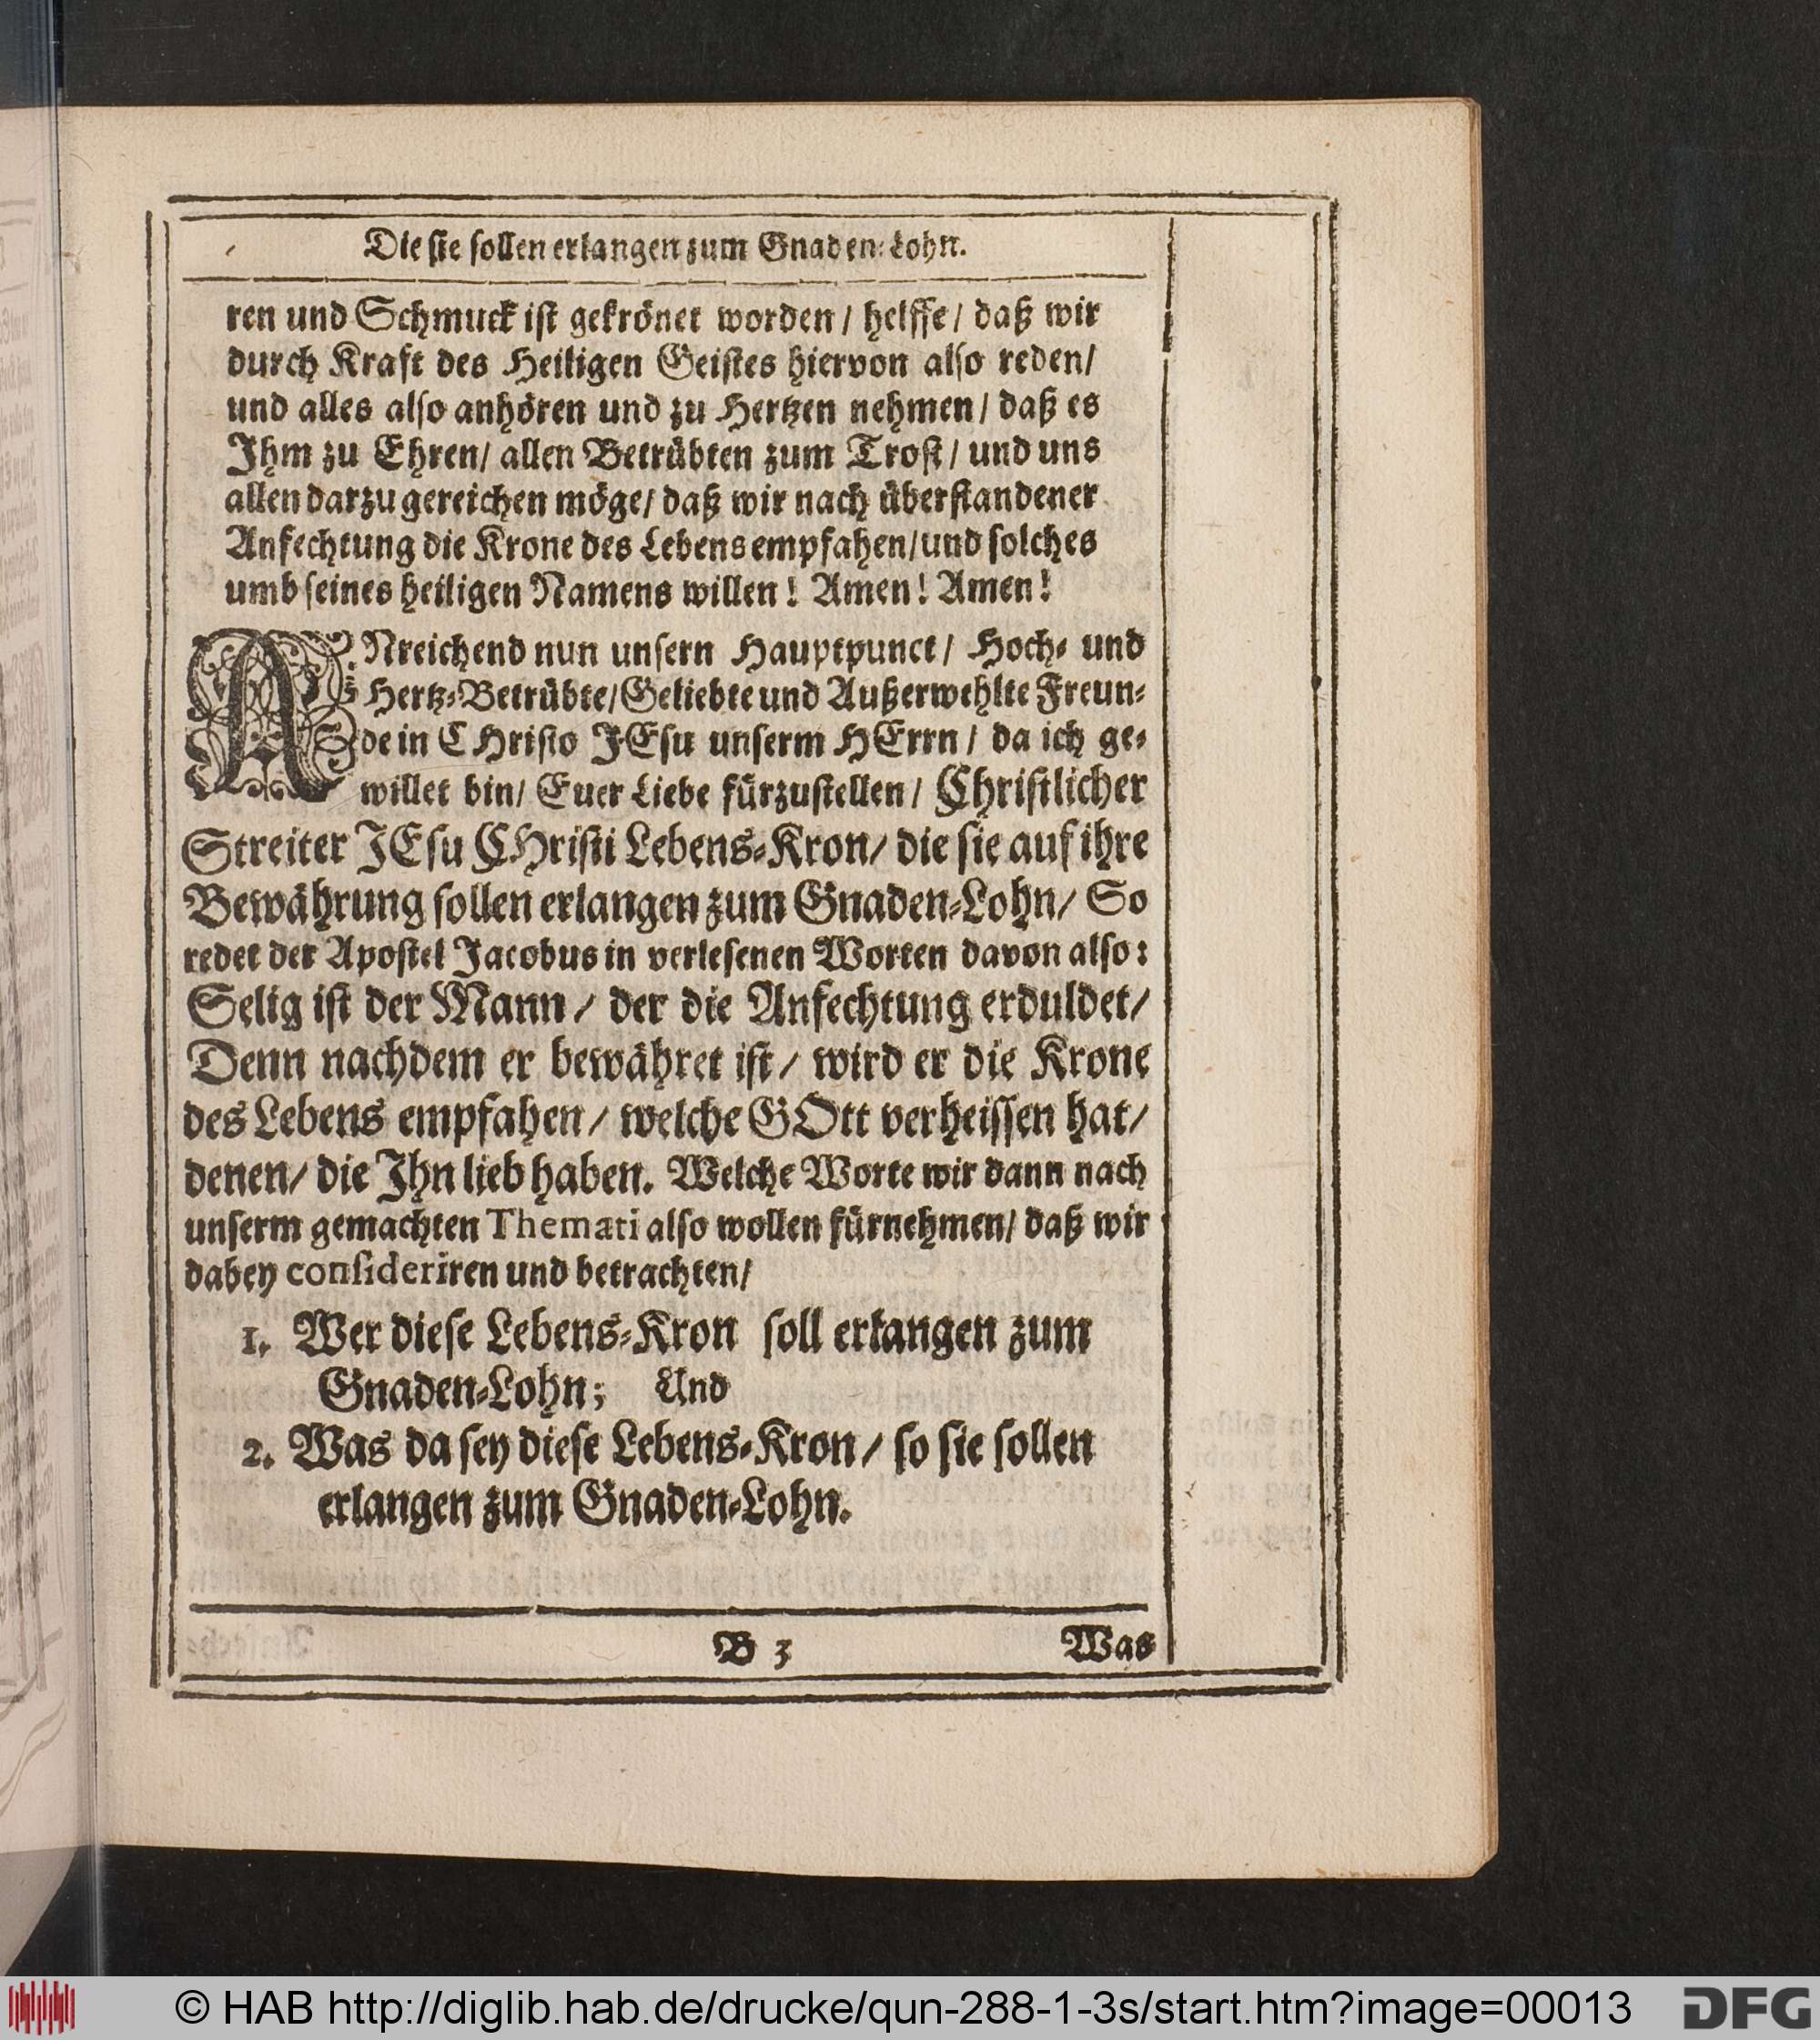 Die sie sollen erlangen zum Gnaden-Lohn.
ren und Schmuck ist gekrönet worden / helffe / daß wir
durch Kraft des Heiligen Geistes hiervon also reden /
und alles also anhören und zu Hertzen nehmen / daß es
Ihm zu Ehren / allen Betrübten zum Trost / und uns
allen darzu gereichen möge / daß wir nach überstandener
Anfechtung die Krone des Lebens empfahen / und solches
umb seines heiligen Namens willen! Amen! Amen!
ANreichend nun unsern Hauptpunct / Hoch- und
Hertz-Betrübte / Geliebte und Außerwehlte Freun-
de in CHristo JEsu unserm HErrn / da ich ge-
willet bin / Euer Liebe fürzustellen / Christlicher
Streiter JEsu CHristi Lebens-Kron / die sie auf ihre
Bewährung sollen erlangen zum Gnaden-Lohn / So
redet der Apostel Jacobus in verlesenen Worten davon also:
Selig ist der Mann / der die Anfechtung erduldet /
Denn nachdem er bewähret ist / wird er die Krone
des Lebens empfahen / welche GOtt verheissen hat /
denen / die Ihn lieb haben. Welche Worte wir dann nach
unserm gemachten Themati also wollen fürnehmen / daß wir
dabey consideriren und betrachten /
1. Wer diese Lebens-Kron soll erlangen zum
Gnaden-Lohn; Und
2. Was da sey diese Lebens-Kron / so sie sollen
erlangen zum Gnaden-Lohn.
B 3 Was
© HAB http://diglib.hab.de/drucke/qun-288-1-3s/start.htm?image=00013
DFG